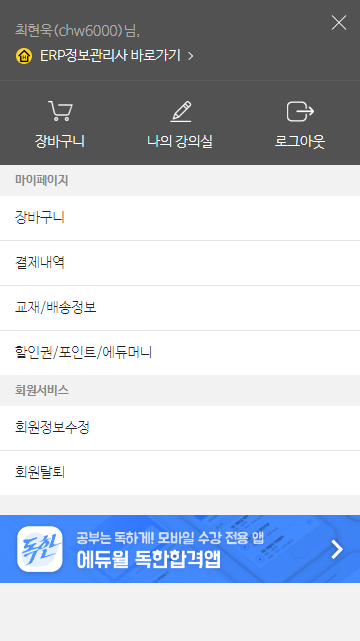 최현욱(chw6000)님,
ERP정보관리사 바로가기
장바구니
나의 강의실
로그아웃
마이페이지
장바구니
결제내역
교재/배송정보
할인권/포인트/에듀머니
회원서비스
회원정보수정
회원탈퇴
독한
공부는 독하게! 모바일 수강 전용 앱
에듀윌 독한합격앱